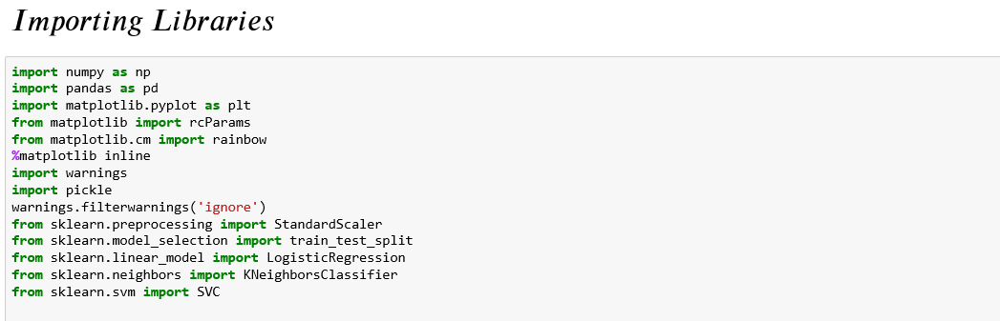 Importing Libraries
import numpy as np
import pandas as pd
import matplotlib.pyplot as plt
from matplotlib import rcParams
from matplotlib.cm import rainbow
%matplotlib inline
import warnings
import pickle
warnings.filterwarnings('ignore')
from sklearn.preprocessing import StandardScaler
from sklearn.model_selection import train_test_split
from sklearn.linear_model import LogisticRegression
from sklearn.neighbors import KNeighborsClassifier
from sklearn.svm import SVC